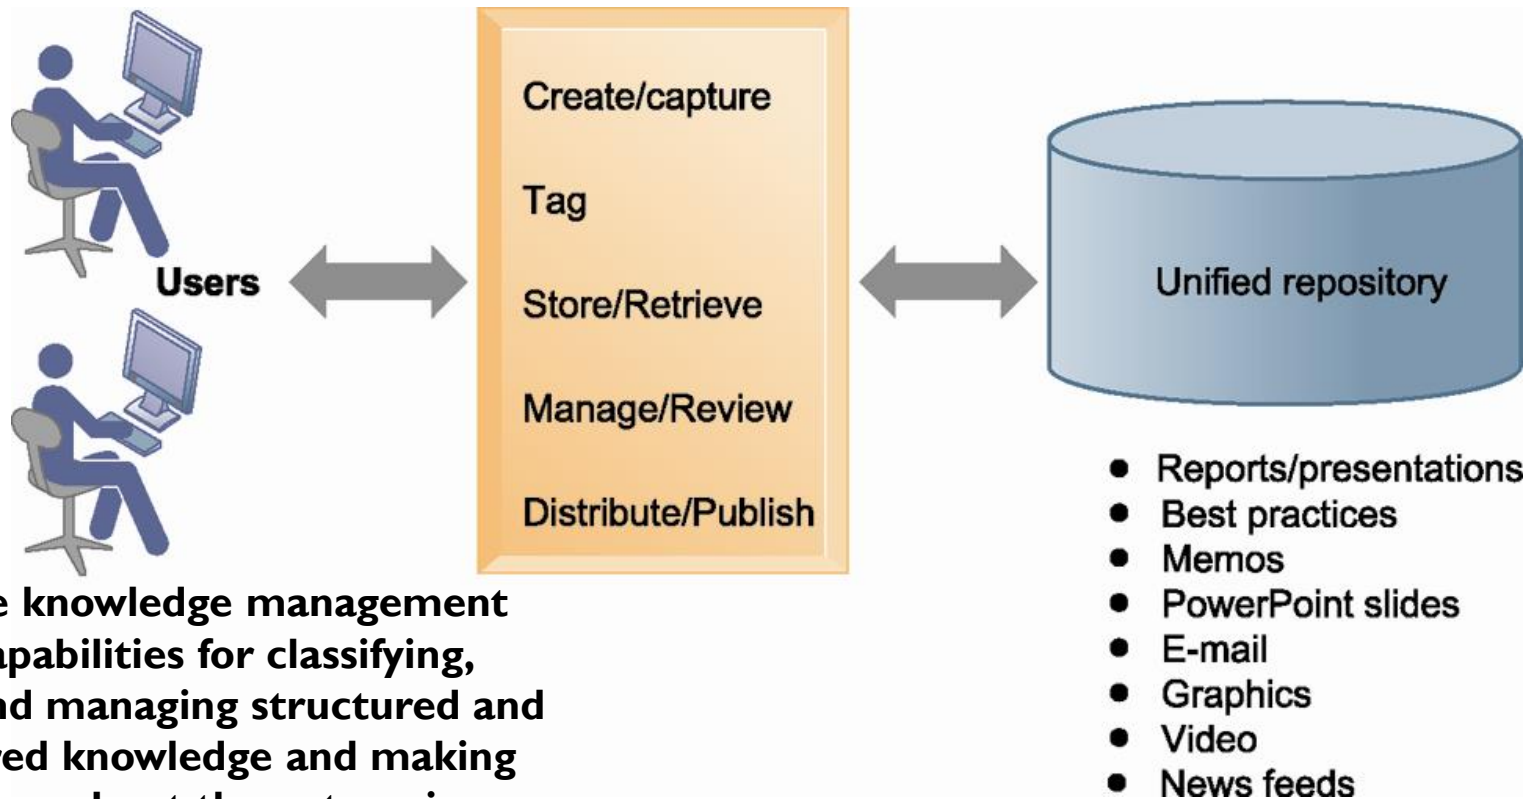 Create/capture
Tag
Users
Store/Retrieve
Manage/Review
Distribute/Publish
Unified repository
• Reports/presentations
• Best practices
• Memos
• PowerPoint slides
• E-mail
• Graphics
• Video
• News feeds
knowledge management
for classifying,
managing structured and
knowledge and making